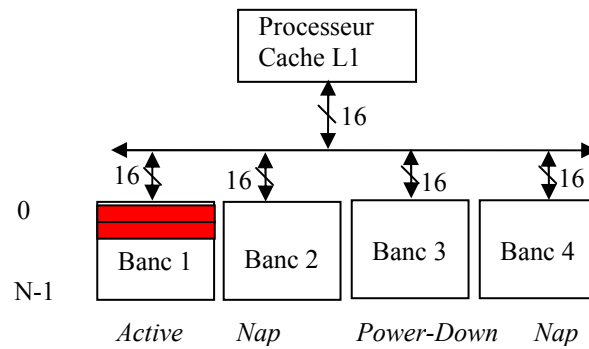 Processeur
Cache L1
16
16 16 16 16
0
Banc 1 Banc 2 Banc 3 Banc 4
N-1
Active Nap Power-Down Nap